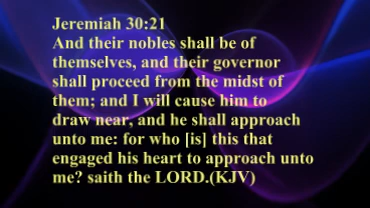 Jeremiah 30:21
And their nobles shall be of
themselves, and their governor
shall proceed from the midst of
them; and I will cause him to
draw near, and he shall approach
unto me: for who [is] this that
engaged his heart to approach unto
me? saith the LORD.(KJV)